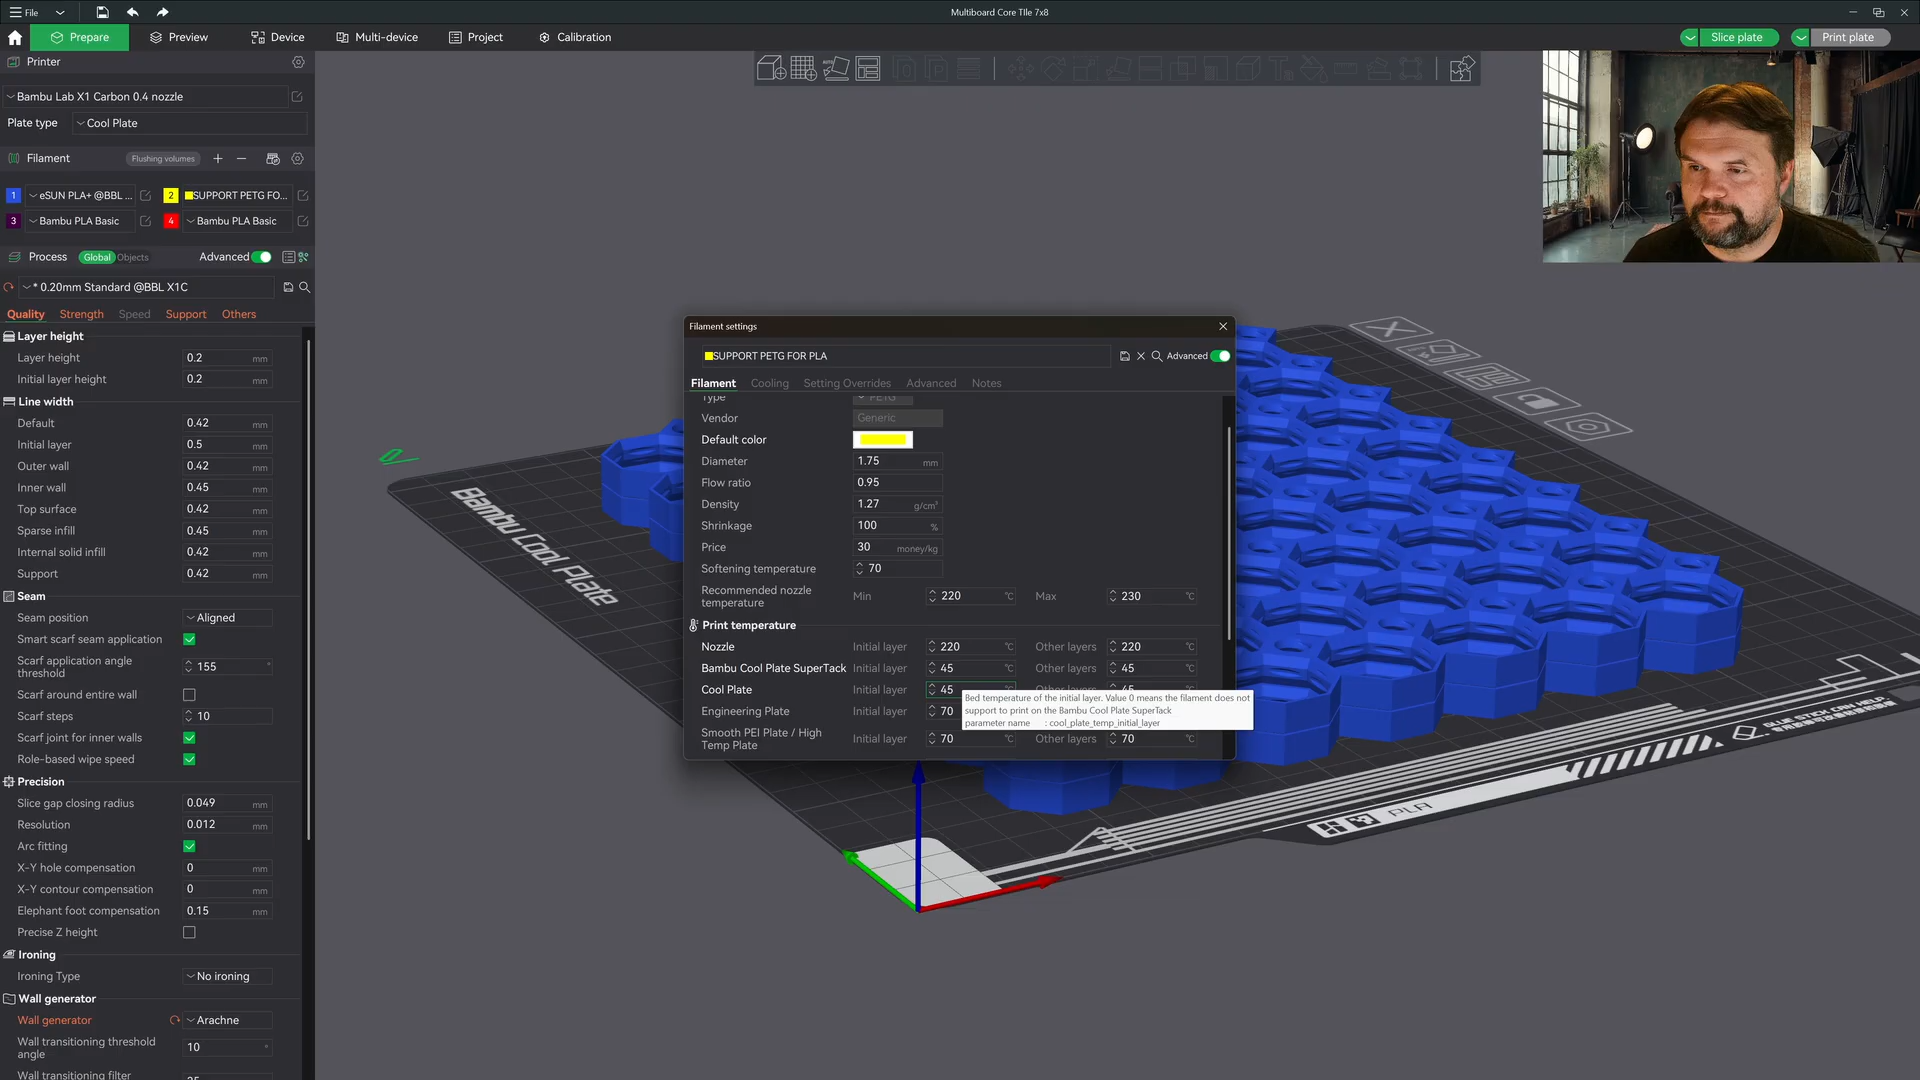 File
Multiboard Core TIle 7x8
Prepare
Preview
Device
Multi-device
Project
Calibration
Slice plate
Print plate
Printer
Bambu Lab X1 Carbon 0.4 nozzle
Plate type
Cool Plate
Filament
Flushing volumes
1 eSUN PLA+ @BBL ...
2 SUPPORT PETG FO...
3 Bambu PLA Basic
4 Bambu PLA Basic
Process
Global
Objects
Advanced
* 0.20mm Standard @BBL X1C
Quality
Strength
Speed
Support
Others
Layer height
Layer height 0.2 mm
Initial layer height 0.2 mm
Line width
Default 0.42 mm
Initial layer 0.5 mm
Outer wall 0.42 mm
Inner wall 0.45 mm
Top surface 0.42 mm
Sparse infill 0.45 mm
Internal solid infill 0.42 mm
Support 0.42 mm
Seam
Seam position Aligned
Smart scarf seam application
Scarf application angle
threshold 155 °
Scarf around entire wall
Scarf steps 10
Scarf joint for inner walls
Role-based wipe speed
Precision
Slice gap closing radius 0.049 mm
Resolution 0.012 mm
Arc fitting
X-Y hole compensation 0 mm
X-Y contour compensation 0 mm
Elephant foot compensation 0.15 mm
Precise Z height
Ironing
Ironing Type No ironing
Wall generator
Wall generator Arachne
Wall transitioning threshold
angle 10 °
Wall transitioning filter
Filament settings
SUPPORT PETG FOR PLA
Advanced
Filament
Cooling
Setting Overrides
Advanced
Notes
Type PETG
Vendor Generic
Default color
Diameter 1.75 mm
Flow ratio 0.95
Density 1.27 g/cm³
Shrinkage 100 %
Price 30 money/kg
Softening temperature 70
Recommended nozzle
temperature Min 220 °C Max 230 °C
Print temperature
Nozzle Initial layer 220 °C Other layers 220 °C
Bambu Cool Plate SuperTack Initial layer 45 °C Other layers 45 °C
Cool Plate Initial layer 45 °C Other layers 45 °C
Engineering Plate Initial layer 70
Bed temperature of the initial layer. Value 0 means the filament does not
support to print on the Bambu Cool Plate SuperTack
parameter name : cool_plate_temp_initial_layer
Smooth PEI Plate / High
Temp Plate Initial layer 70 °C Other layers 70 °C
Bambu Cool Plate
PLA
GLUE STICK CAN HELP